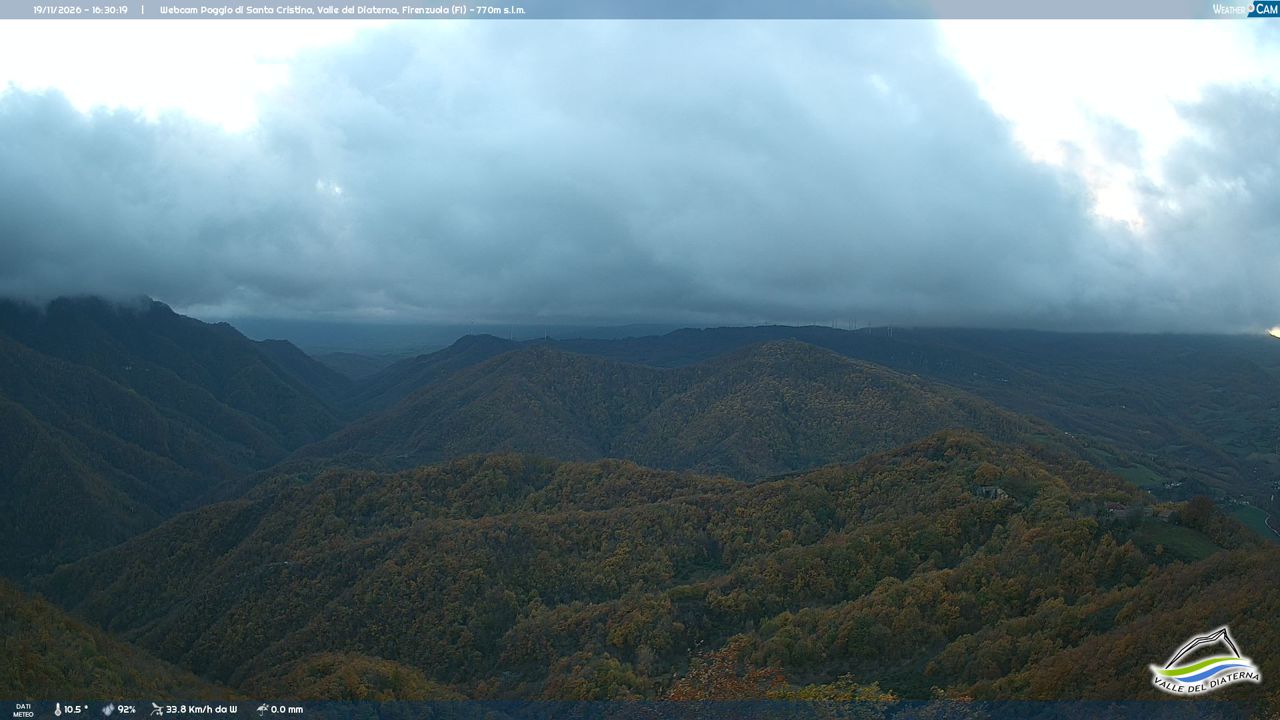 19/11/2026 - 16:30:19 | Webcam Poggio di Santa Cristina, Valle del Diaterna, Firenzuola (FI) - 770m s.l.m.
WEATHER CAM
VALLE DEL DIATERNA
DATI METEO
10.5 ° 92% 33.8 Km/h da W 0.0 mm